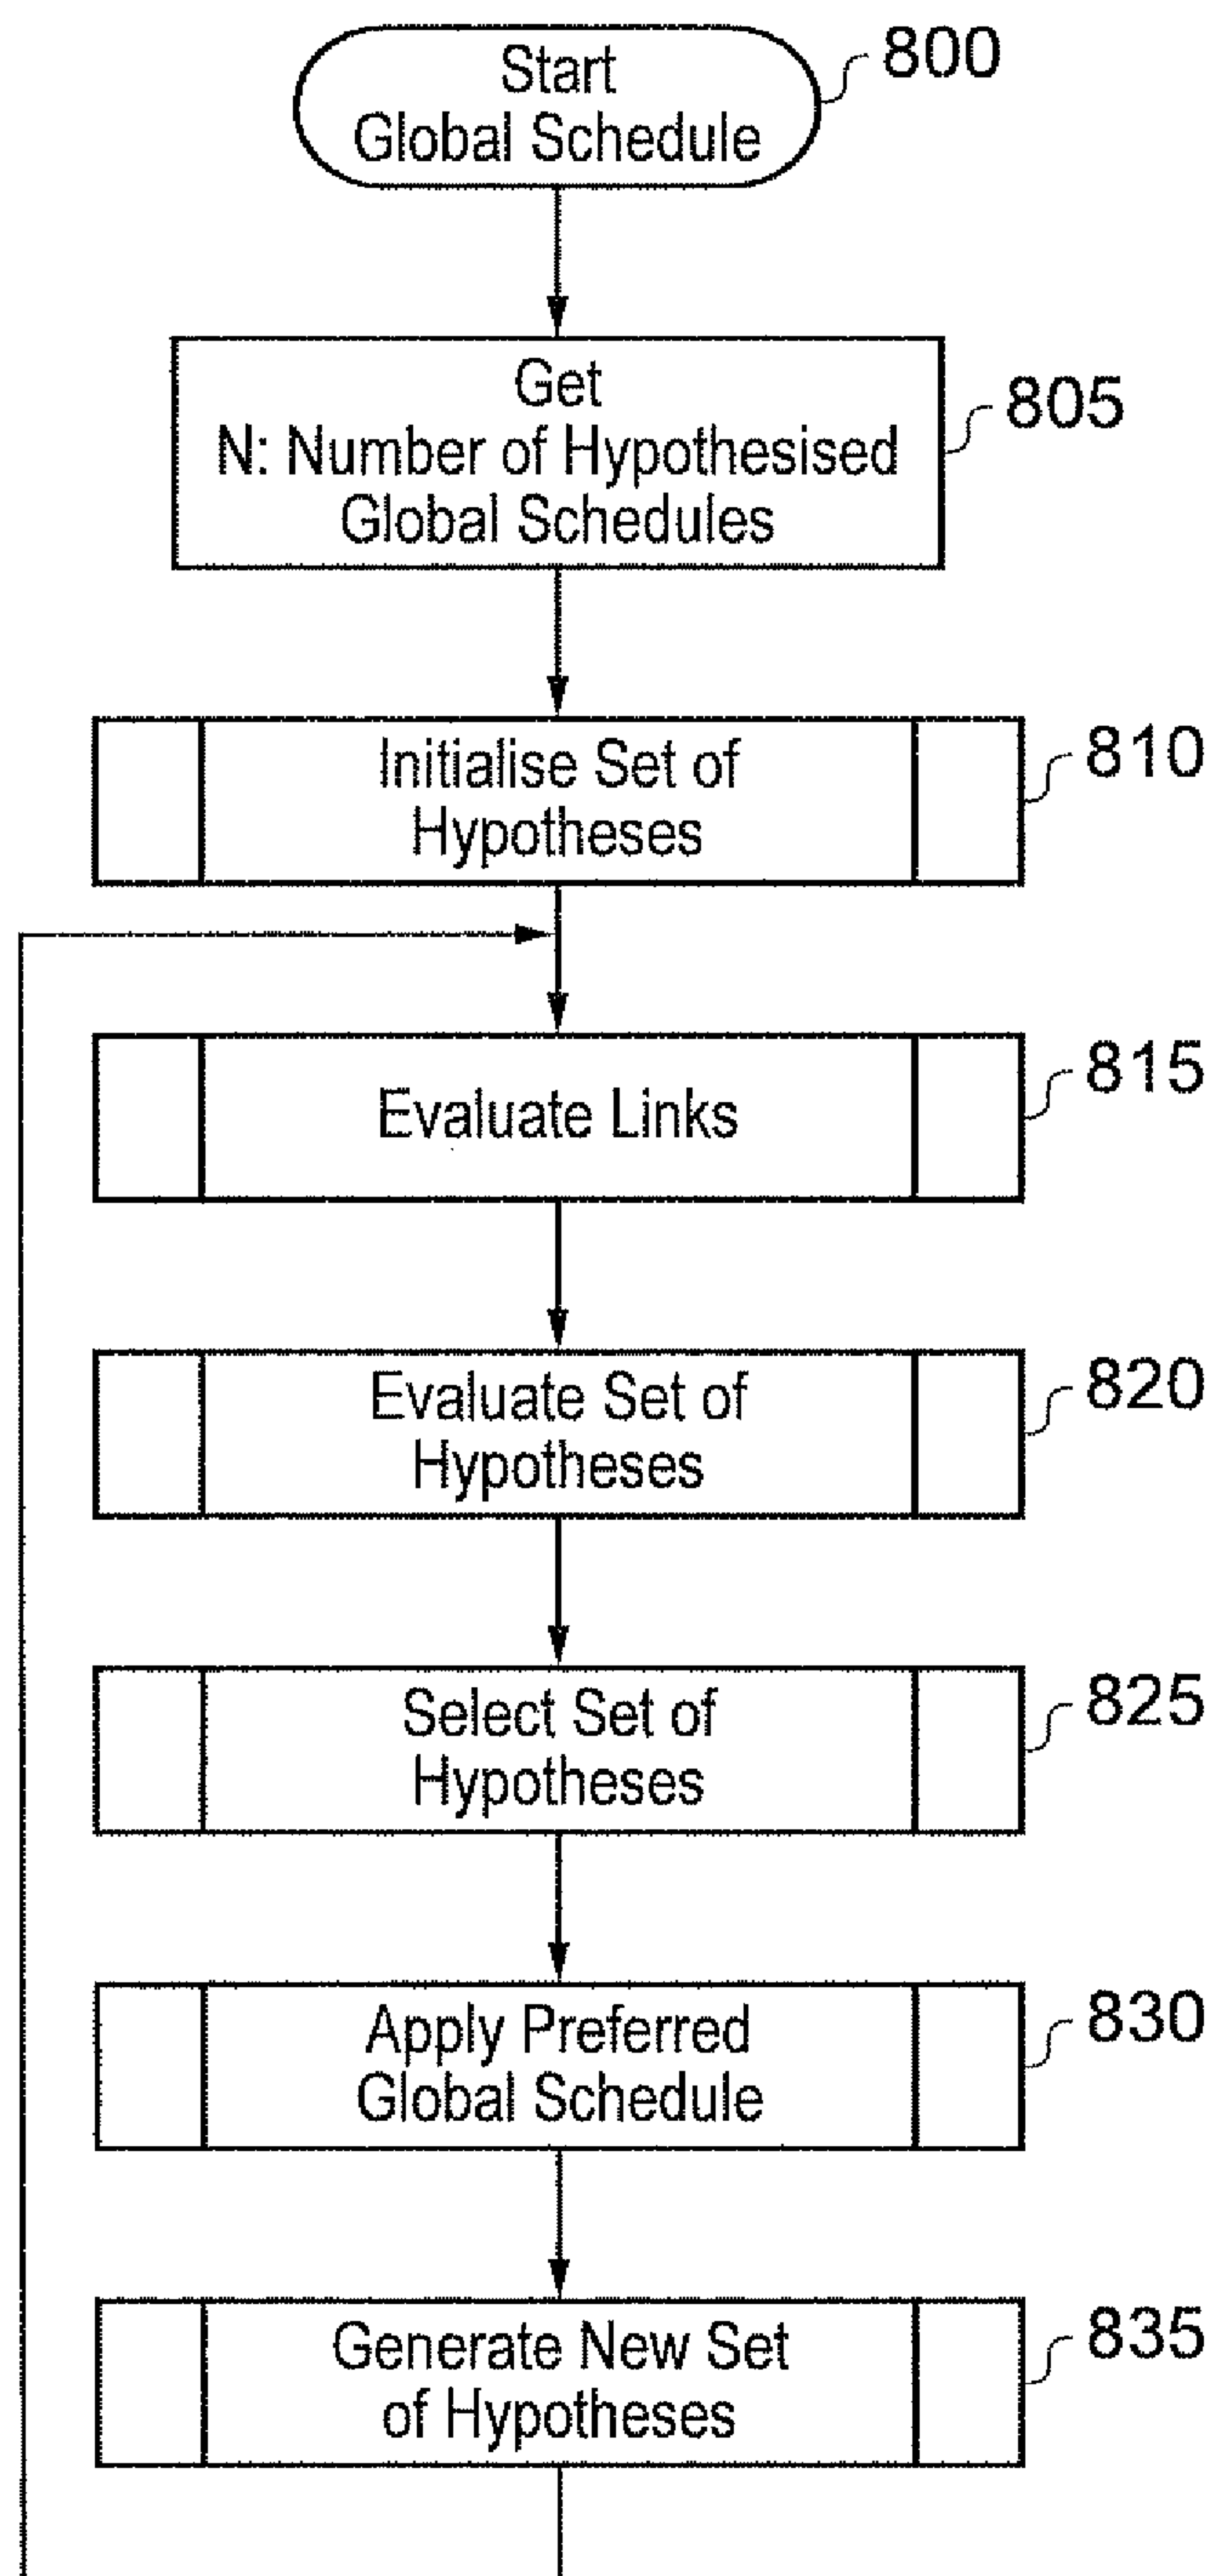 Start
Global Schedule
800
Get
N: Number of Hypothesised
Global Schedules
805
Initialise Set of
Hypotheses
810
Evaluate Links
815
Evaluate Set of
Hypotheses
820
Select Set of
Hypotheses
825
Apply Preferred
Global Schedule
830
Generate New Set
of Hypotheses
835